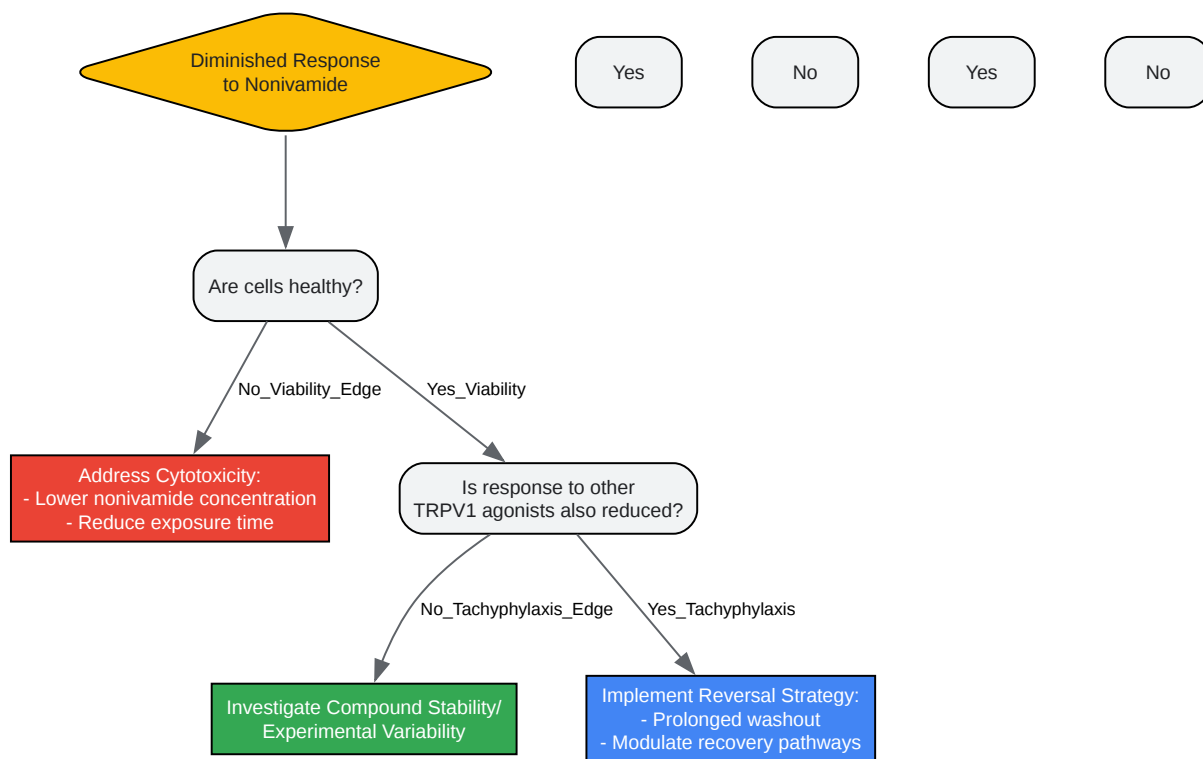 Diminished Response
to Nonivamide
Yes
No
Yes
No
Are cells healthy?
No_Viability_Edge
Yes_Viability
Address Cytotoxicity:
- Lower nonivamide concentration
- Reduce exposure time
Is response to other
TRPV1 agonists also reduced?
No_Tachyphylaxis_Edge
Yes_Tachyphylaxis
Investigate Compound Stability/
Experimental Variability
Implement Reversal Strategy:
- Prolonged washout
- Modulate recovery pathways